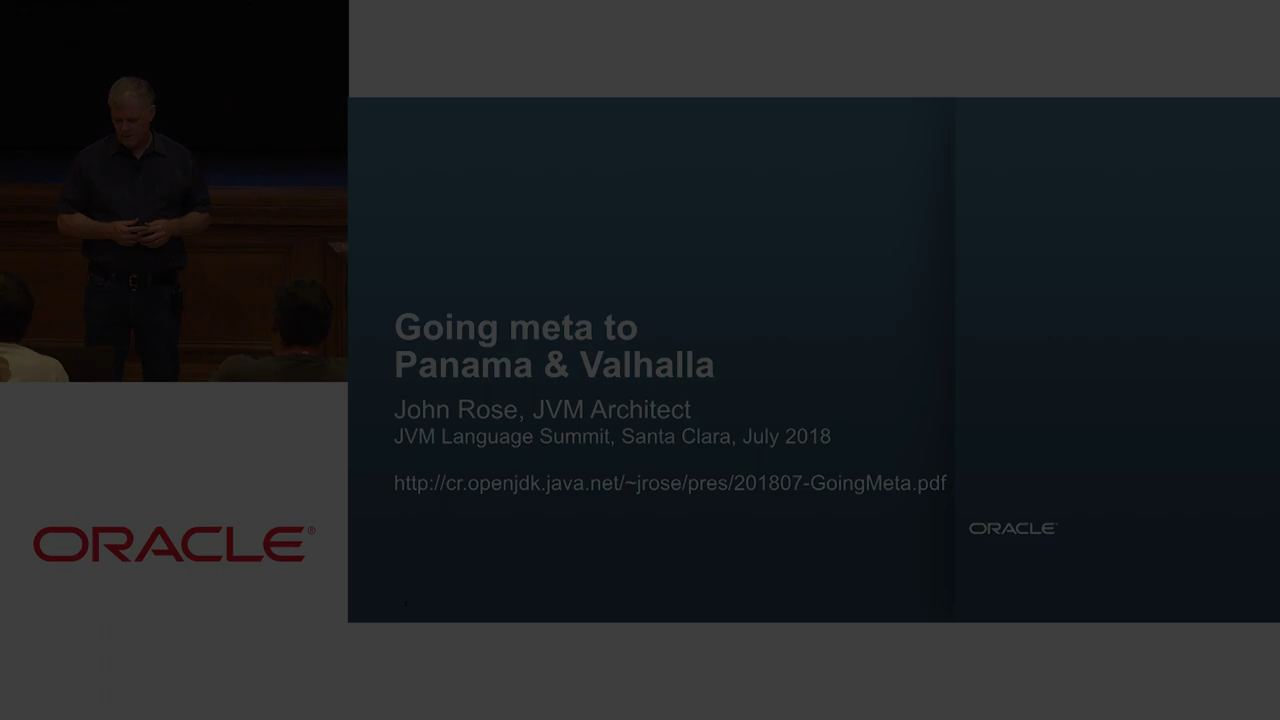 Going meta to
Panama & Valhalla
John Rose, JVM Architect
JVM Language Summit, Santa Clara, July 2018
http://cr.openjdk.java.net/~jrose/pres/201807-GoingMeta.pdf
ORACLE
ORACLE®